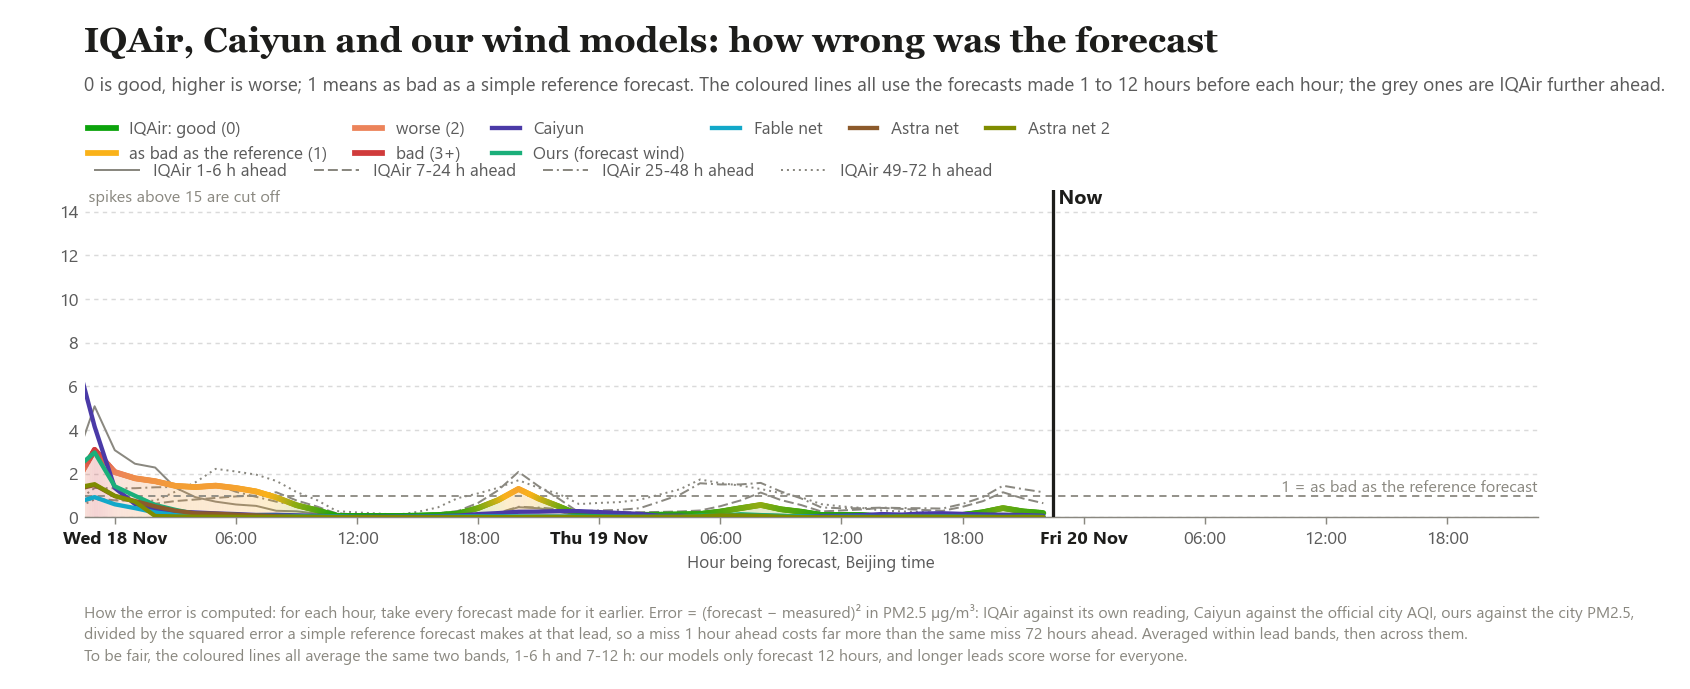 IQAir, Caiyun and our wind models: how wrong was the forecast
0 is good, higher is worse; 1 means as bad as a simple reference forecast. The coloured lines all use the forecasts made 1 to 12 hours before each hour; the grey ones are IQAir further ahead.
IQAir: good (0) worse (2) Caiyun Fable net Astra net Astra net 2
as bad as the reference (1) bad (3+) Ours (forecast wind)
IQAir 1-6 h ahead IQAir 7-24 h ahead IQAir 25-48 h ahead IQAir 49-72 h ahead
spikes above 15 are cut off
Now
14
12
10
8
6
4
2
1 = as bad as the reference forecast
0
Wed 18 Nov 06:00 12:00 18:00 Thu 19 Nov 06:00 12:00 18:00 Fri 20 Nov 06:00 12:00 18:00
Hour being forecast, Beijing time
How the error is computed: for each hour, take every forecast made for it earlier. Error = (forecast − measured)² in PM2.5 µg/m³: IQAir against its own reading, Caiyun against the official city AQI, ours against the city PM2.5,
divided by the squared error a simple reference forecast makes at that lead, so a miss 1 hour ahead costs far more than the same miss 72 hours ahead. Averaged within lead bands, then across them.
To be fair, the coloured lines all average the same two bands, 1-6 h and 7-12 h: our models only forecast 12 hours, and longer leads score worse for everyone.